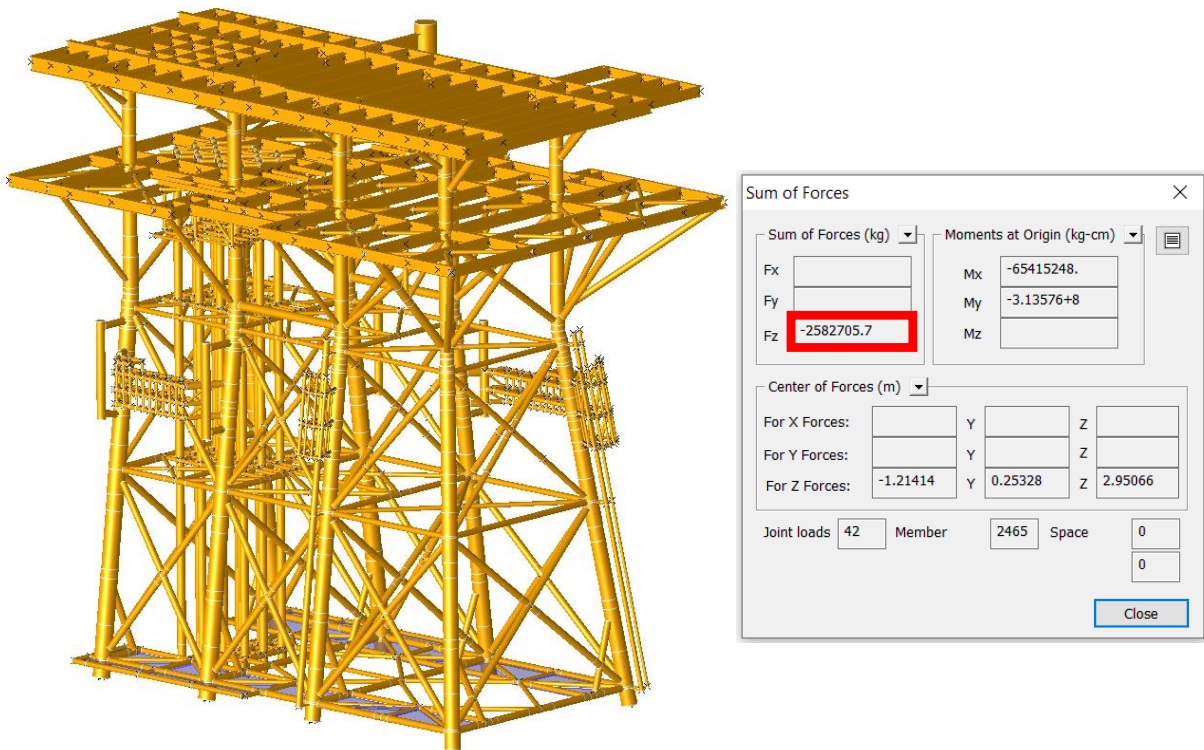 Sum of Forces
Sum of Forces (kg) Moments at Origin (kg-cm)
Fx Mx -65415248.
Fy My -3.13576+8
Fz -2582705.7 Mz
Center of Forces (m)
For X Forces: Y Z
For Y Forces: Y Z
For Z Forces: -1.21414 Y 0.25328 Z 2.95066
Joint loads 42 Member 2465 Space 0
0
Close